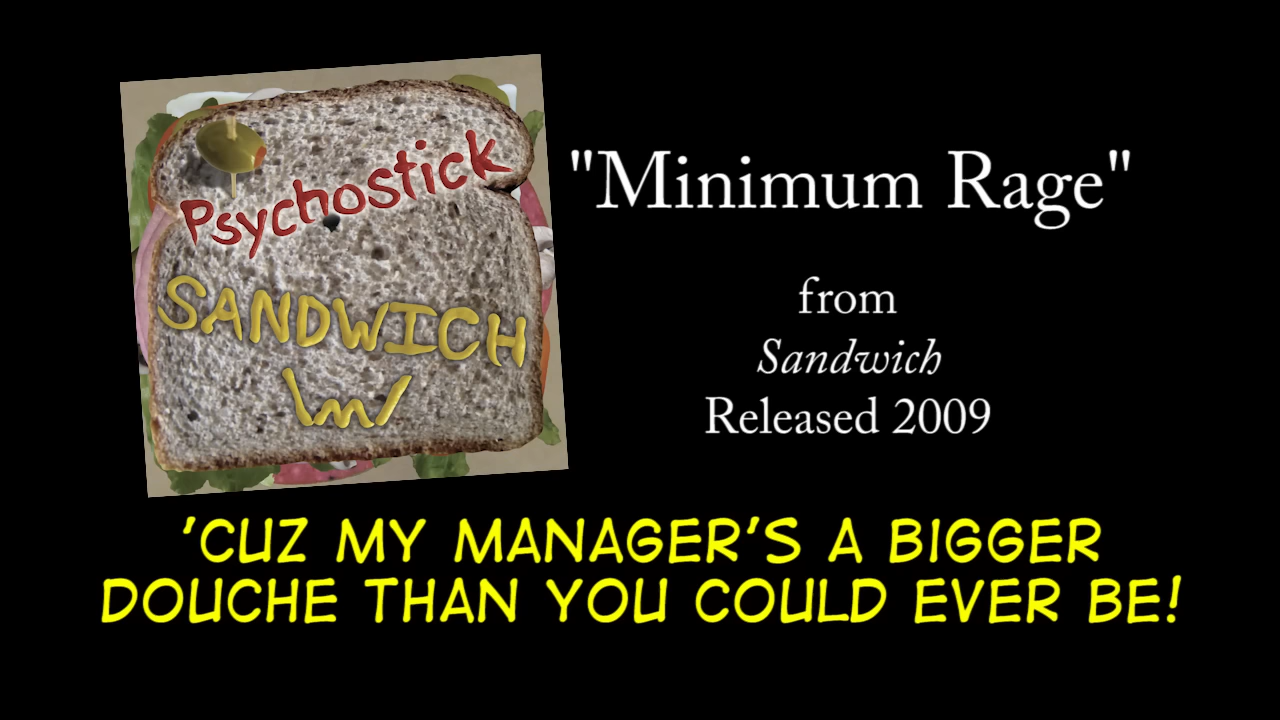 Psychostick
SANDWICH
\m/
"Minimum Rage"
from
Sandwich
Released 2009
'CUZ MY MANAGER'S A BIGGER
DOUCHE THAN YOU COULD EVER BE!